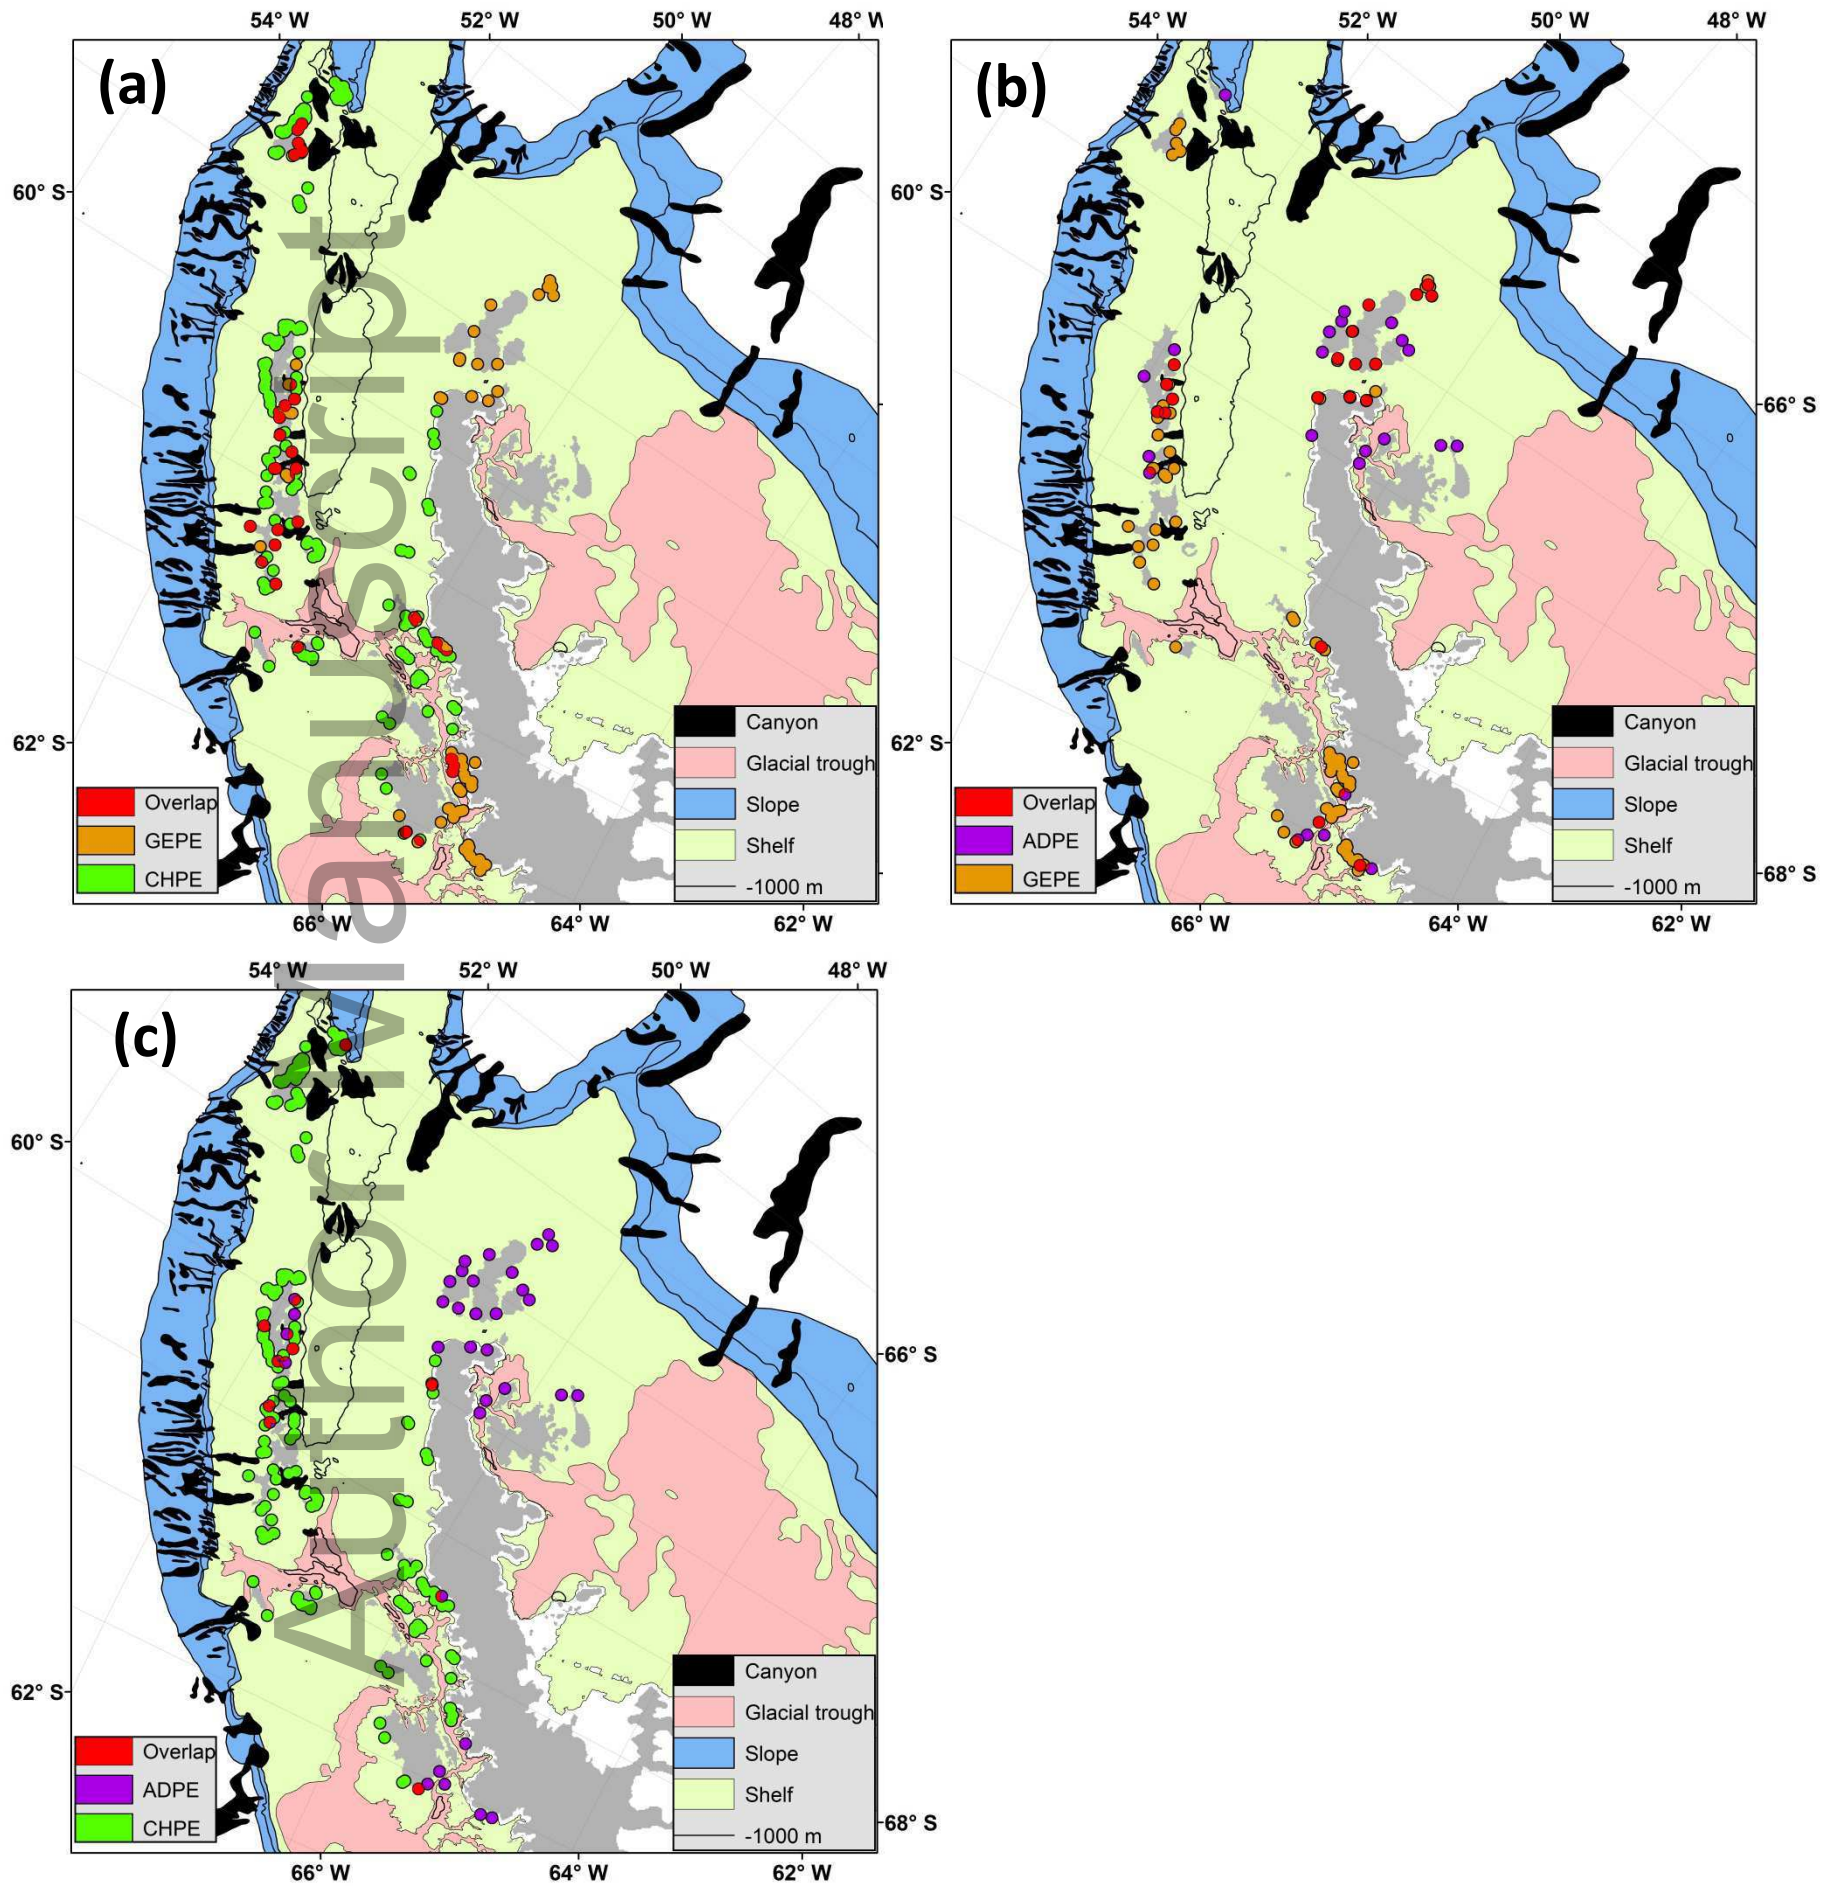 54° W 52° W 50° W 48° W
(a)
60° S
62° S
Overlap
GEPE
CHPE
Canyon
Glacial trough
Slope
Shelf
-1000 m
66° W 64° W 62° W
54° W 52° W 50° W 48° W
(b)
60° S
66° S
62° S
68° S
Overlap
ADPE
GEPE
Canyon
Glacial trough
Slope
Shelf
-1000 m
66° W 64° W 62° W
54° W 52° W 50° W 48° W
(c)
60° S
66° S
62° S
68° S
Overlap
ADPE
CHPE
Canyon
Glacial trough
Slope
Shelf
-1000 m
66° W 64° W 62° W
Author Manuscript